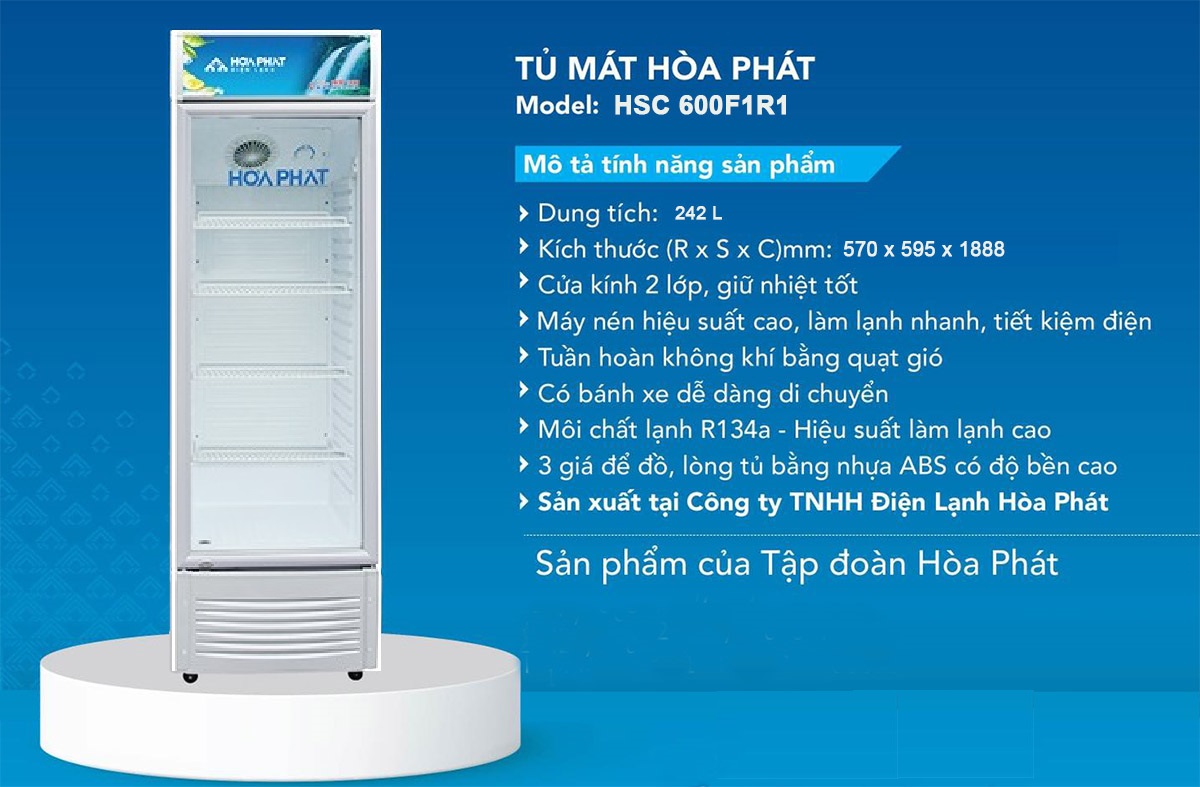 HÒA PHÁT
ĐIỆN LẠNH
HÒA PHÁT
TỦ MÁT HÒA PHÁT
Model: HSC 600F1R1
Mô tả tính năng sản phẩm
Dung tích: 242 L
Kích thước (R x S x C)mm: 570 x 595 x 1888
Cửa kính 2 lớp, giữ nhiệt tốt
Máy nén hiệu suất cao, làm lạnh nhanh, tiết kiệm điện
Tuần hoàn không khí bằng quạt gió
Có bánh xe dễ dàng di chuyển
Môi chất lạnh R134a - Hiệu suất làm lạnh cao
3 giá để đồ, lòng tủ bằng nhựa ABS có độ bền cao
Sản xuất tại Công ty TNHH Điện Lạnh Hòa Phát
Sản phẩm của Tập đoàn Hòa Phát